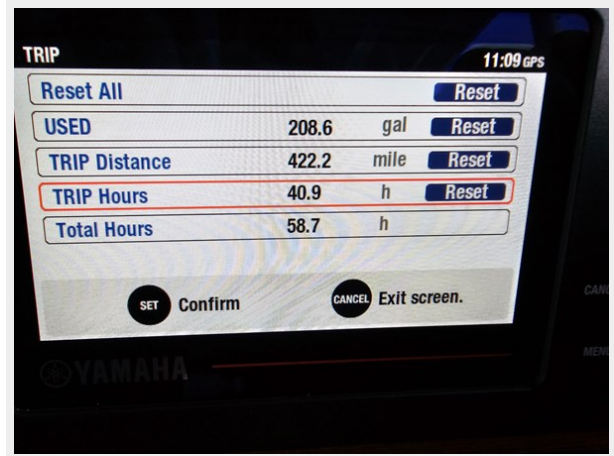 TRIP 11:09 GPS
Reset All Reset
USED 208.6 gal Reset
TRIP Distance 422.2 mile Reset
TRIP Hours 40.9 h Reset
Total Hours 58.7 h
SET Confirm CANCEL Exit screen.
YAMAHA